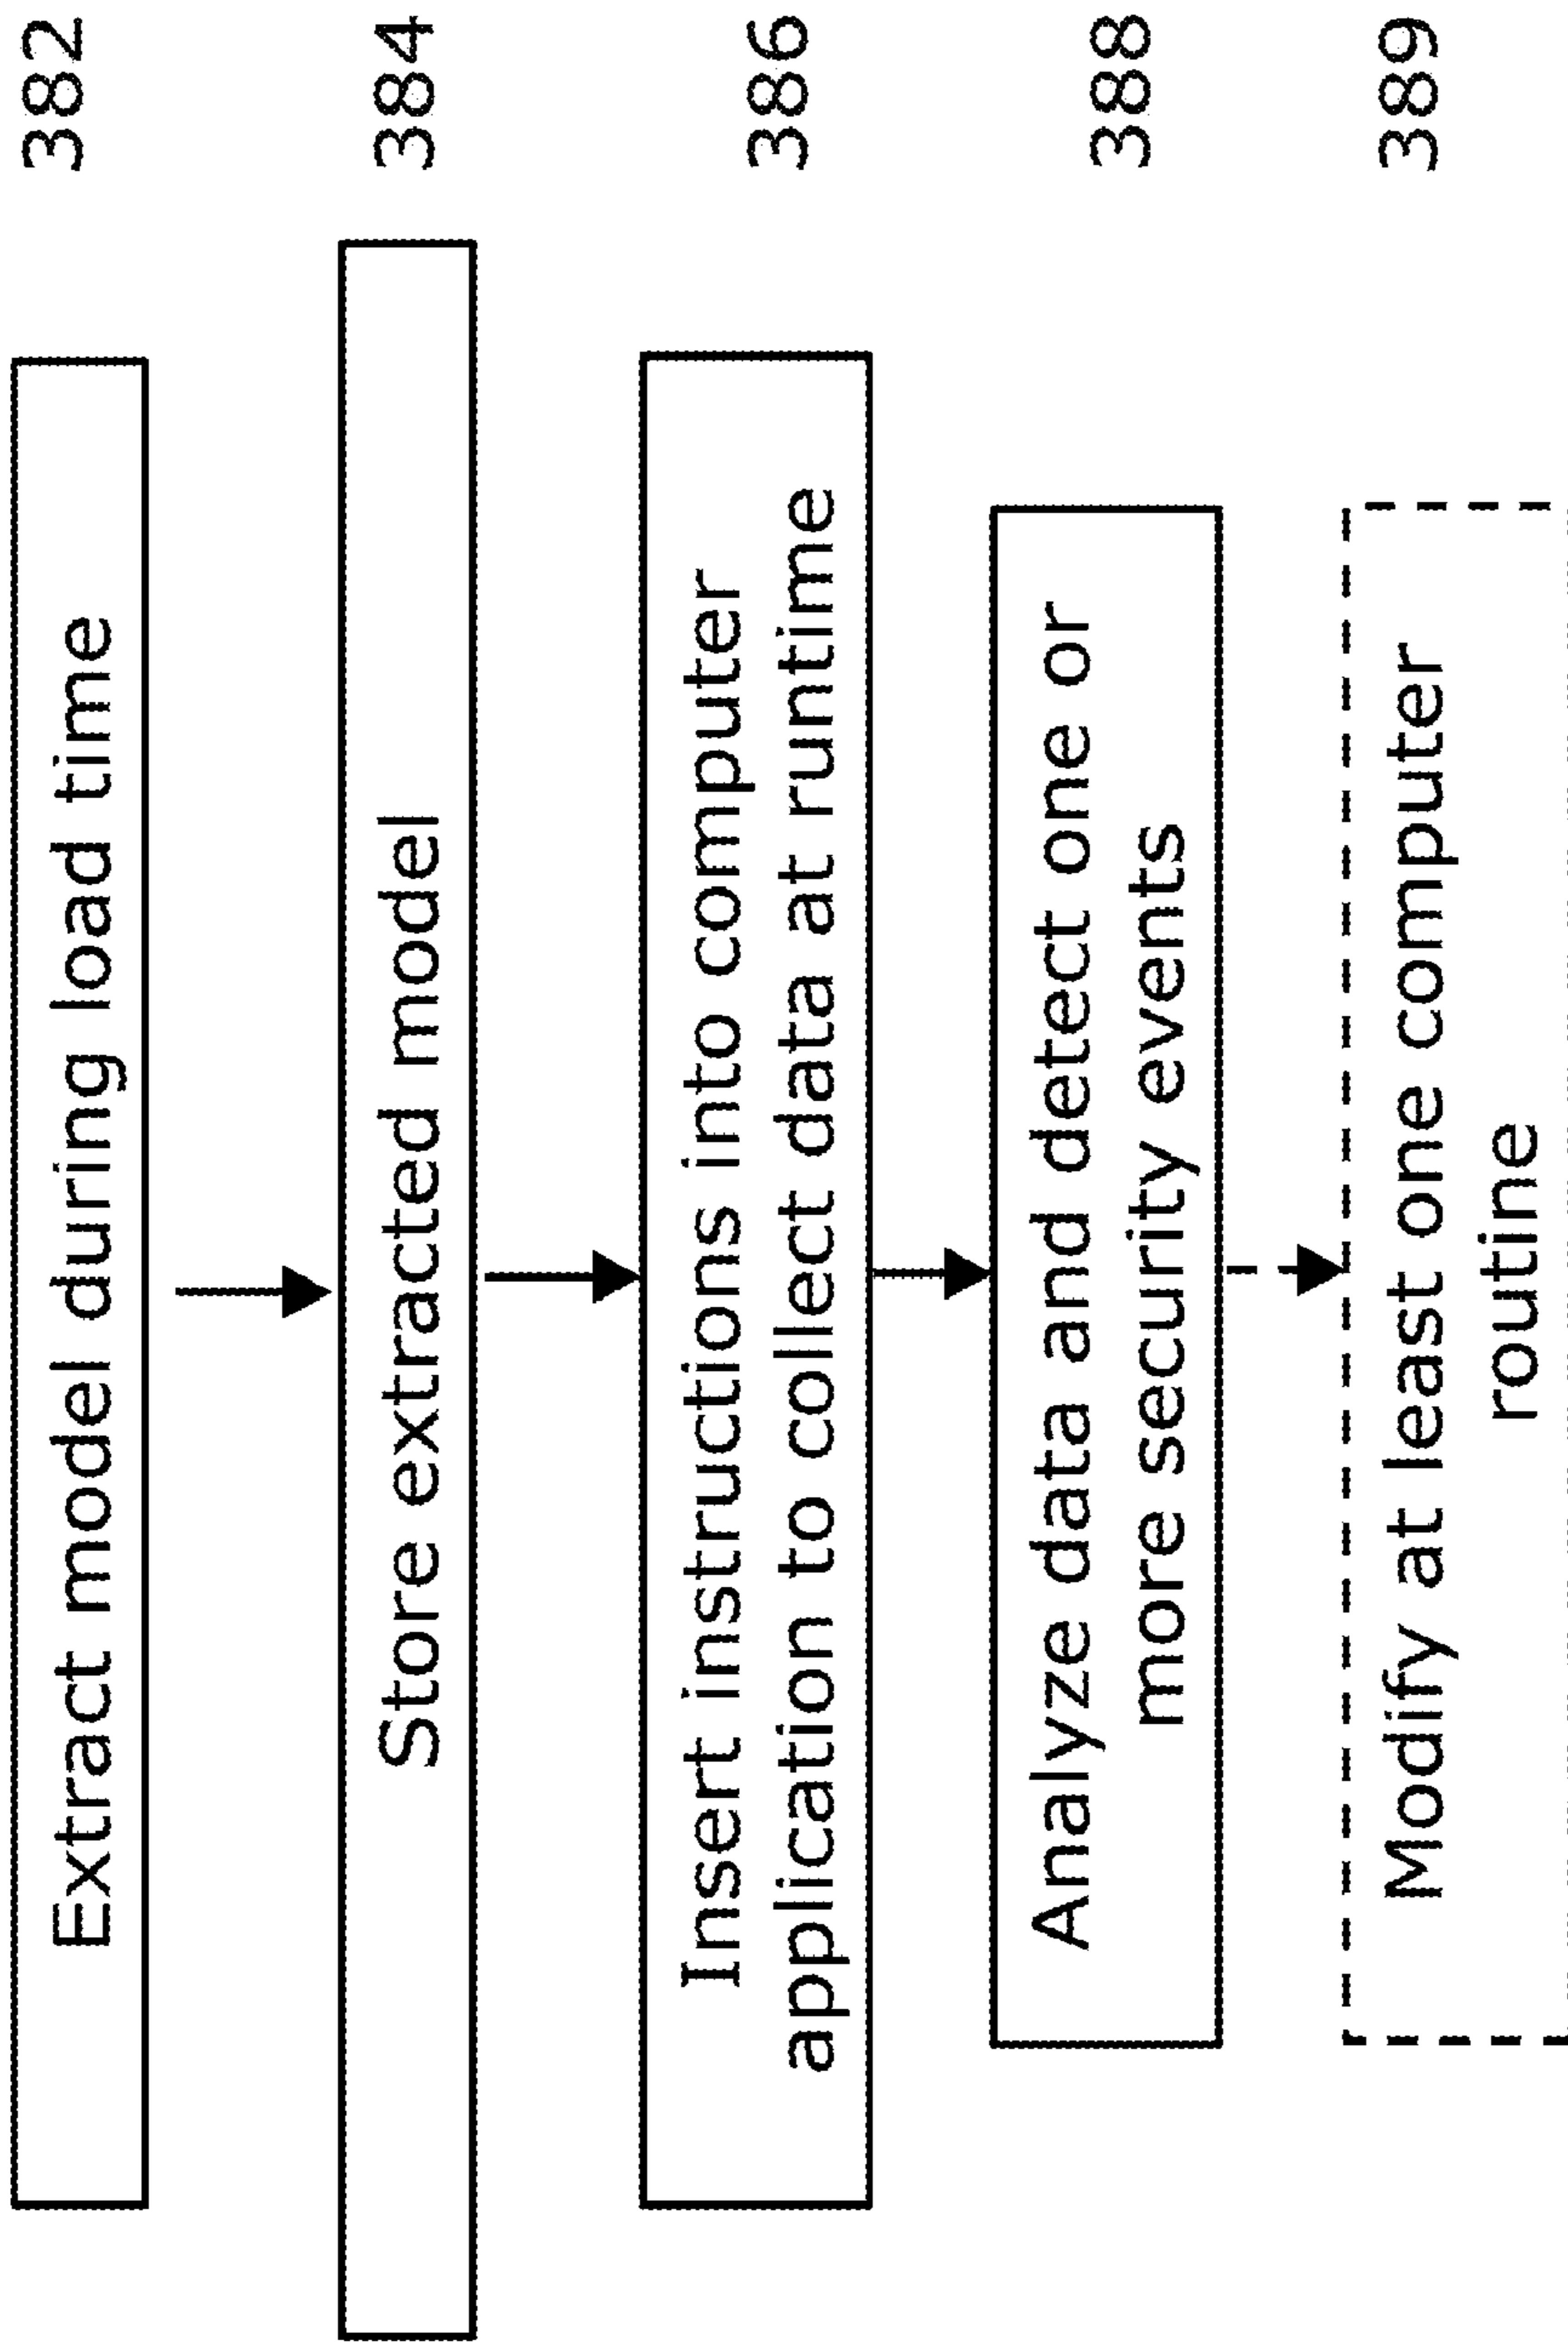 Extract model during load time
382
Store extracted model
384
Insert instructions into computer
application to collect data at runtime
386
Analyze data and detect one or
more security events
388
Modify at least one computer
routine
389